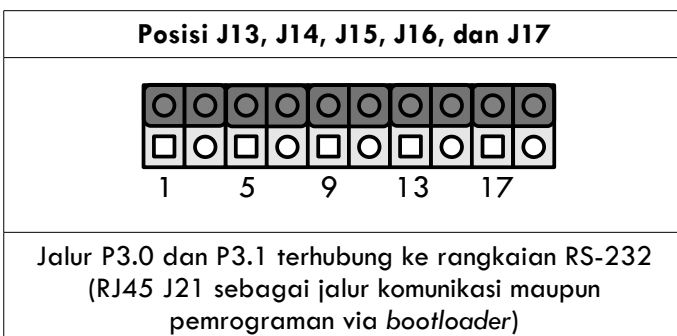 Posisi J13, J14, J15, J16, dan J17
1 5 9 13 17
Jalur P3.0 dan P3.1 terhubung ke rangkaian RS-232
(RJ45 J21 sebagai jalur komunikasi maupun
pemrograman via bootloader)